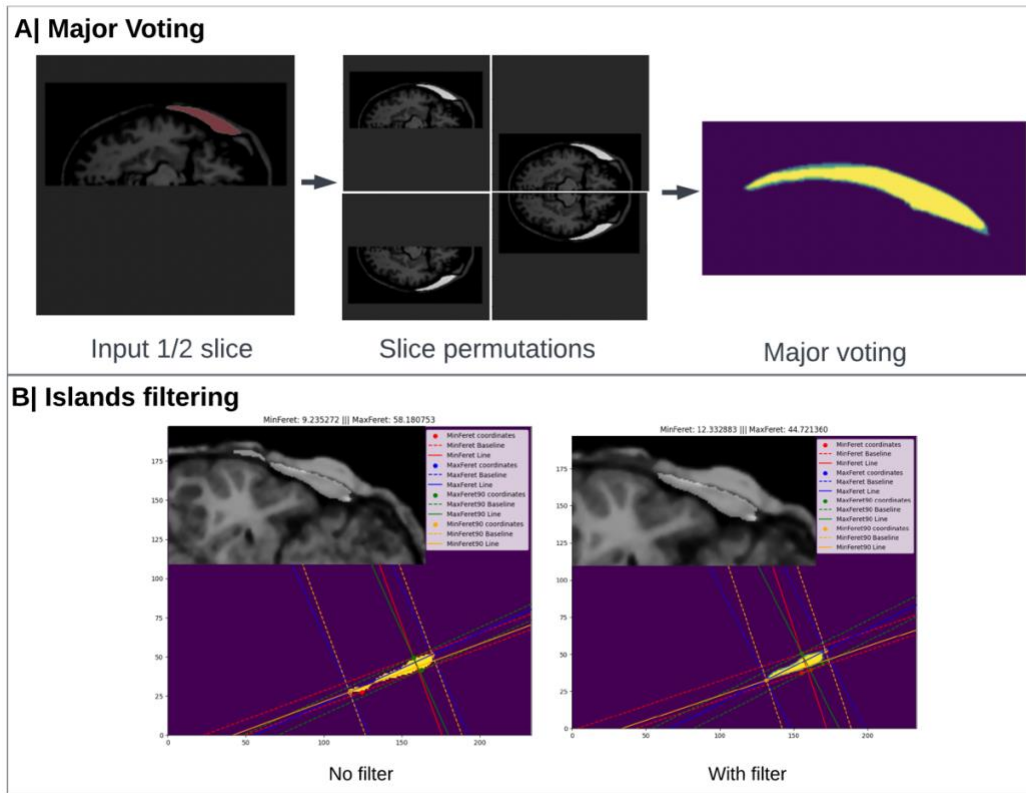 A| Major Voting
Input 1/2 slice
Slice permutations
Major voting
B| Islands filtering
MinFeret: 9.235272 ||| MaxFeret: 58.180753
MinFeret coordinates
MinFeret Baseline
MinFeret Line
MaxFeret coordinates
MaxFeret Baseline
MaxFeret Line
MaxFeret90 coordinates
MaxFeret90 Baseline
MaxFeret90 Line
MinFeret90 coordinates
MinFeret90 Baseline
MinFeret90 Line
175
150
125
100
75
50
25
0
0 50 100 150 200
No filter
MinFeret: 12.332883 ||| MaxFeret: 44.721360
MinFeret coordinates
MinFeret Baseline
MinFeret Line
MaxFeret coordinates
MaxFeret Baseline
MaxFeret Line
MaxFeret90 coordinates
MaxFeret90 Baseline
MaxFeret90 Line
MinFeret90 coordinates
MinFeret90 Baseline
MinFeret90 Line
175
150
125
100
75
50
25
0
0 50 100 150 200
With filter